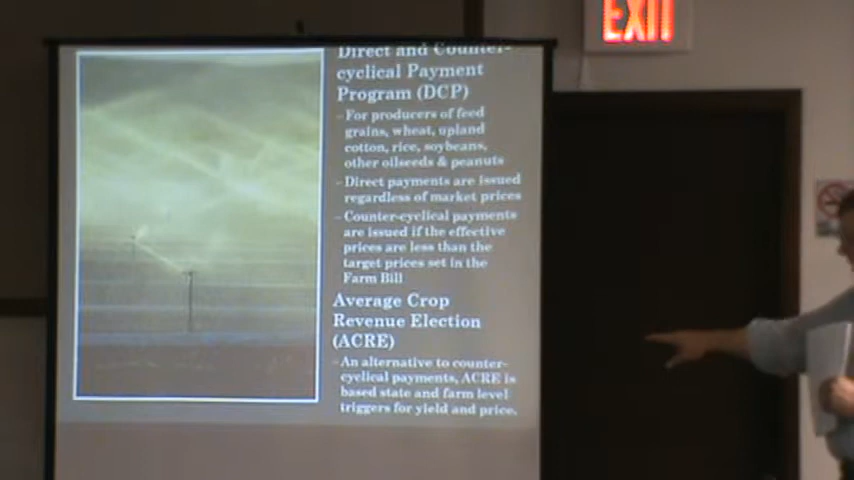 EXIT
Direct and Counter-
cyclical Payment
Program (DCP)
– For producers of feed
grains, wheat, upland
cotton, rice, soybeans,
other oilseeds & peanuts
– Direct payments are issued
regardless of market prices
– Counter-cyclical payments
are issued if the effective
prices are less than the
target prices set in the
Farm Bill
Average Crop
Revenue Election
(ACRE)
– An alternative to counter-
cyclical payments, ACRE is
based state and farm level
triggers for yield and price.